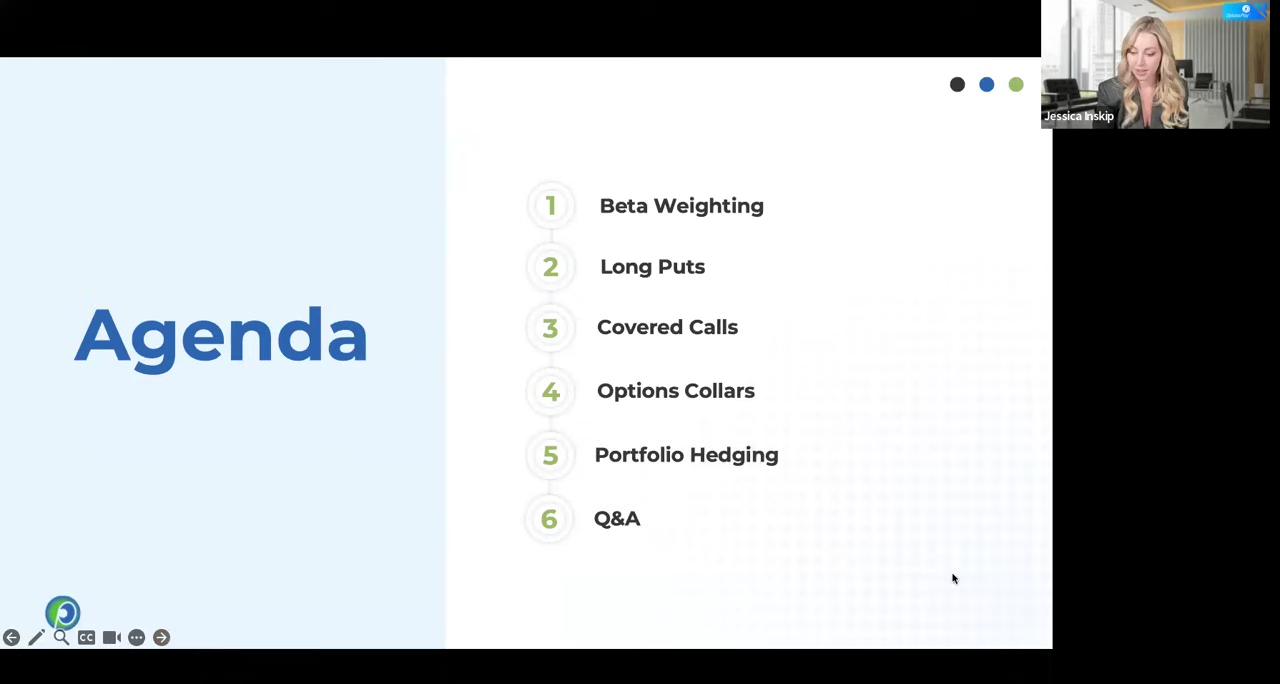 Jessica Inskip
Agenda
1 Beta Weighting
2 Long Puts
3 Covered Calls
4 Options Collars
5 Portfolio Hedging
6 Q&A
CC